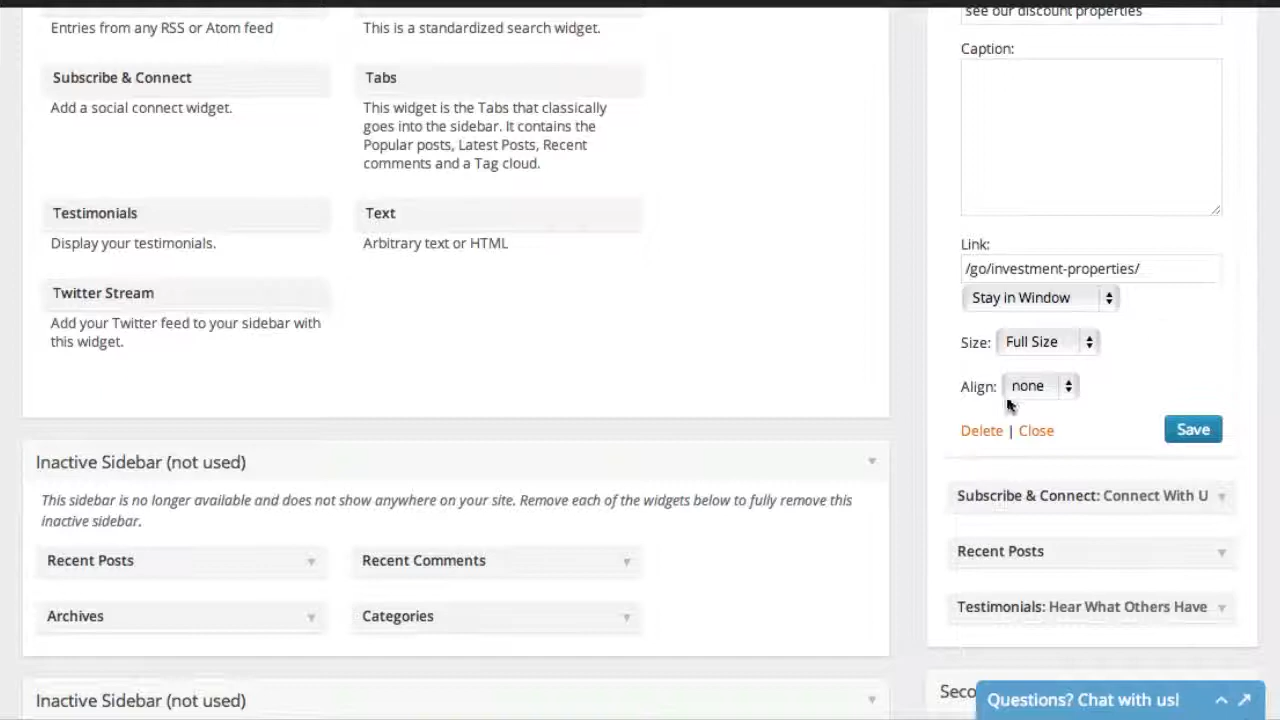 Entries from any RSS or Atom feed
This is a standardized search widget.
Subscribe & Connect
Add a social connect widget.
Tabs
This widget is the Tabs that classically
goes into the sidebar. It contains the
Popular posts, Latest Posts, Recent
comments and a Tag cloud.
Testimonials
Display your testimonials.
Text
Arbitrary text or HTML
Twitter Stream
Add your Twitter feed to your sidebar with
this widget.
Inactive Sidebar (not used)
This sidebar is no longer available and does not show anywhere on your site. Remove each of the widgets below to fully remove this
inactive sidebar.
Recent Posts
Recent Comments
Archives
Categories
Inactive Sidebar (not used)
see our discount properties
Caption:
Link:
/go/investment-properties/
Stay in Window
Size: Full Size
Align: none
Delete | Close
Save
Subscribe & Connect: Connect With U
Recent Posts
Testimonials: Hear What Others Have
Seco
Questions? Chat with us!